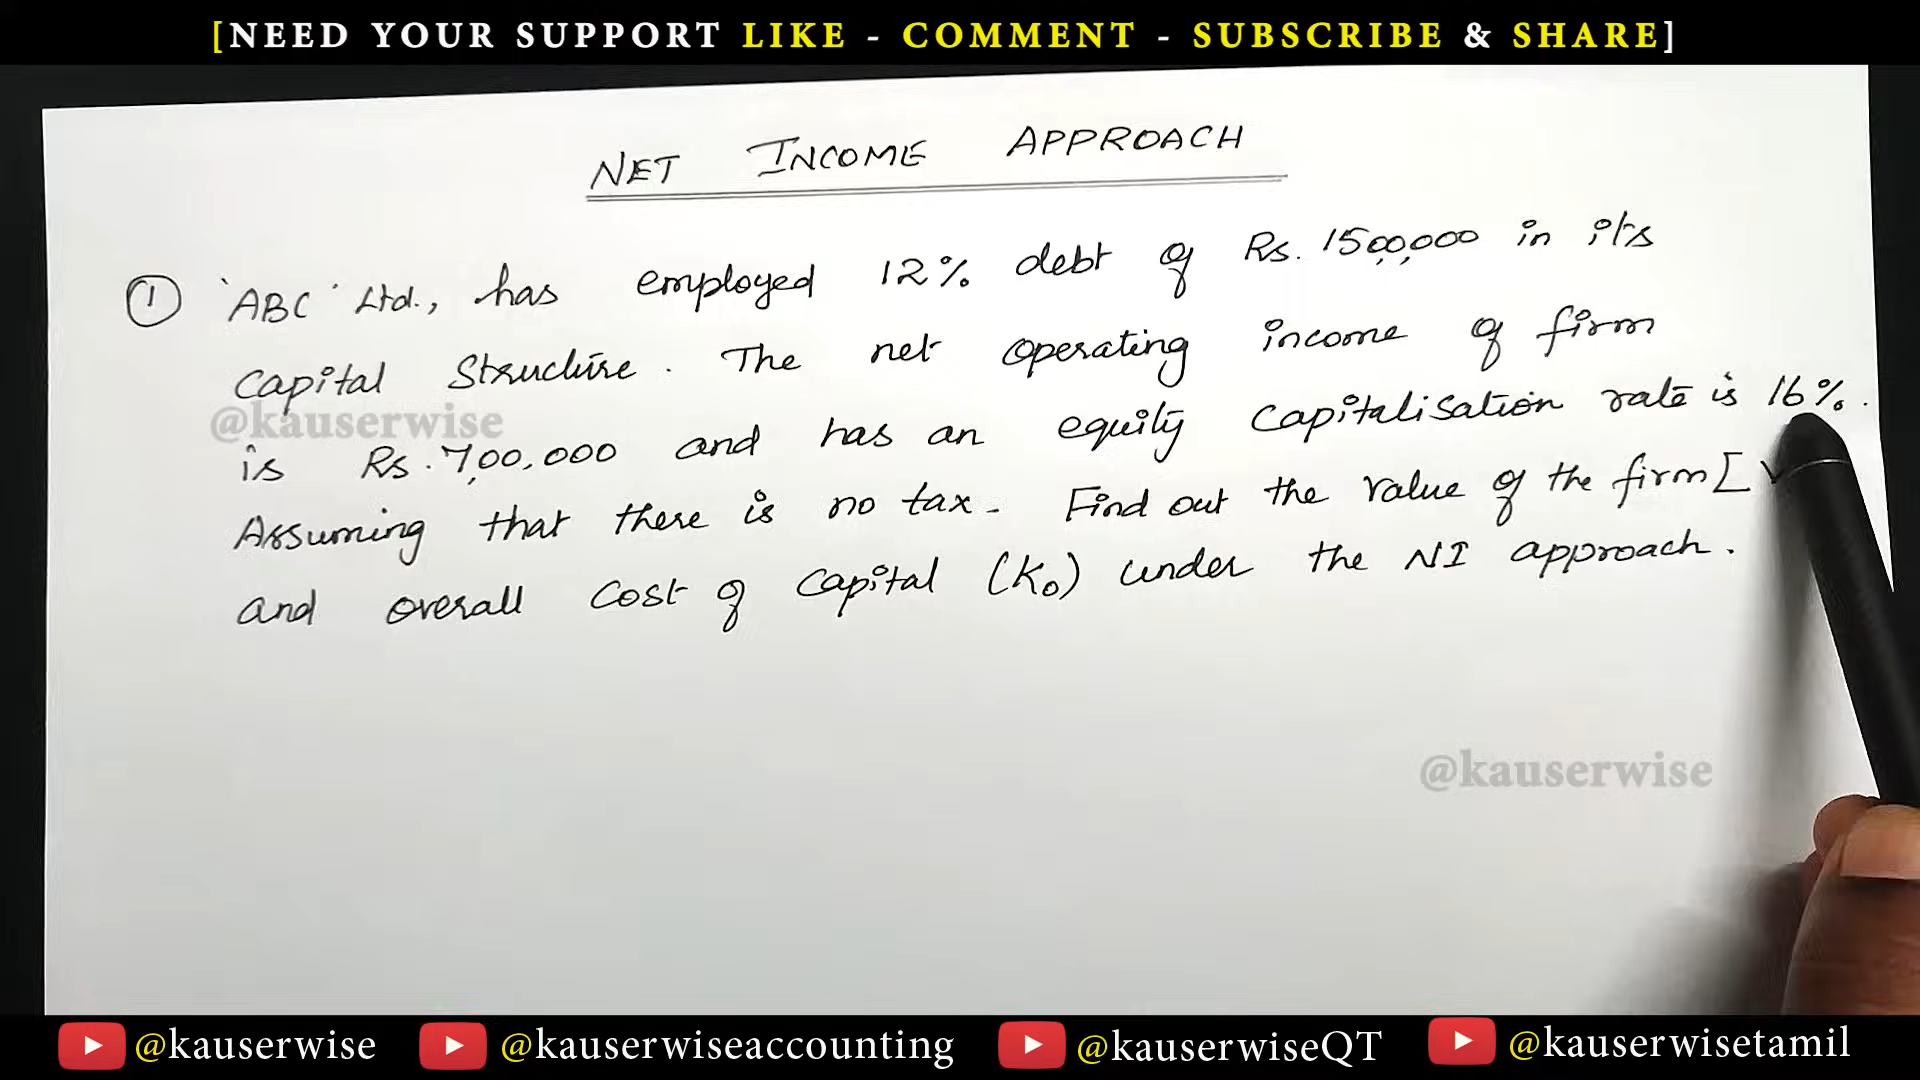 [NEED YOUR SUPPORT LIKE - COMMENT - SUBSCRIBE & SHARE]
NET INCOME APPROACH
① 'ABC' Ltd., has employed 12% debt of Rs. 15,00,000 in its
Capital Structure. The net operating income of firm
@kauserwise
is Rs. 7,00,000 and has an equity Capitalisation rate is 16%.
Assuming that there is no tax. Find out the value of the firm [
and overall Cost of Capital (Ko) under the NI approach.
@kauserwise
@kauserwise @kauserwiseaccounting @kauserwiseQT @kauserwisetamil